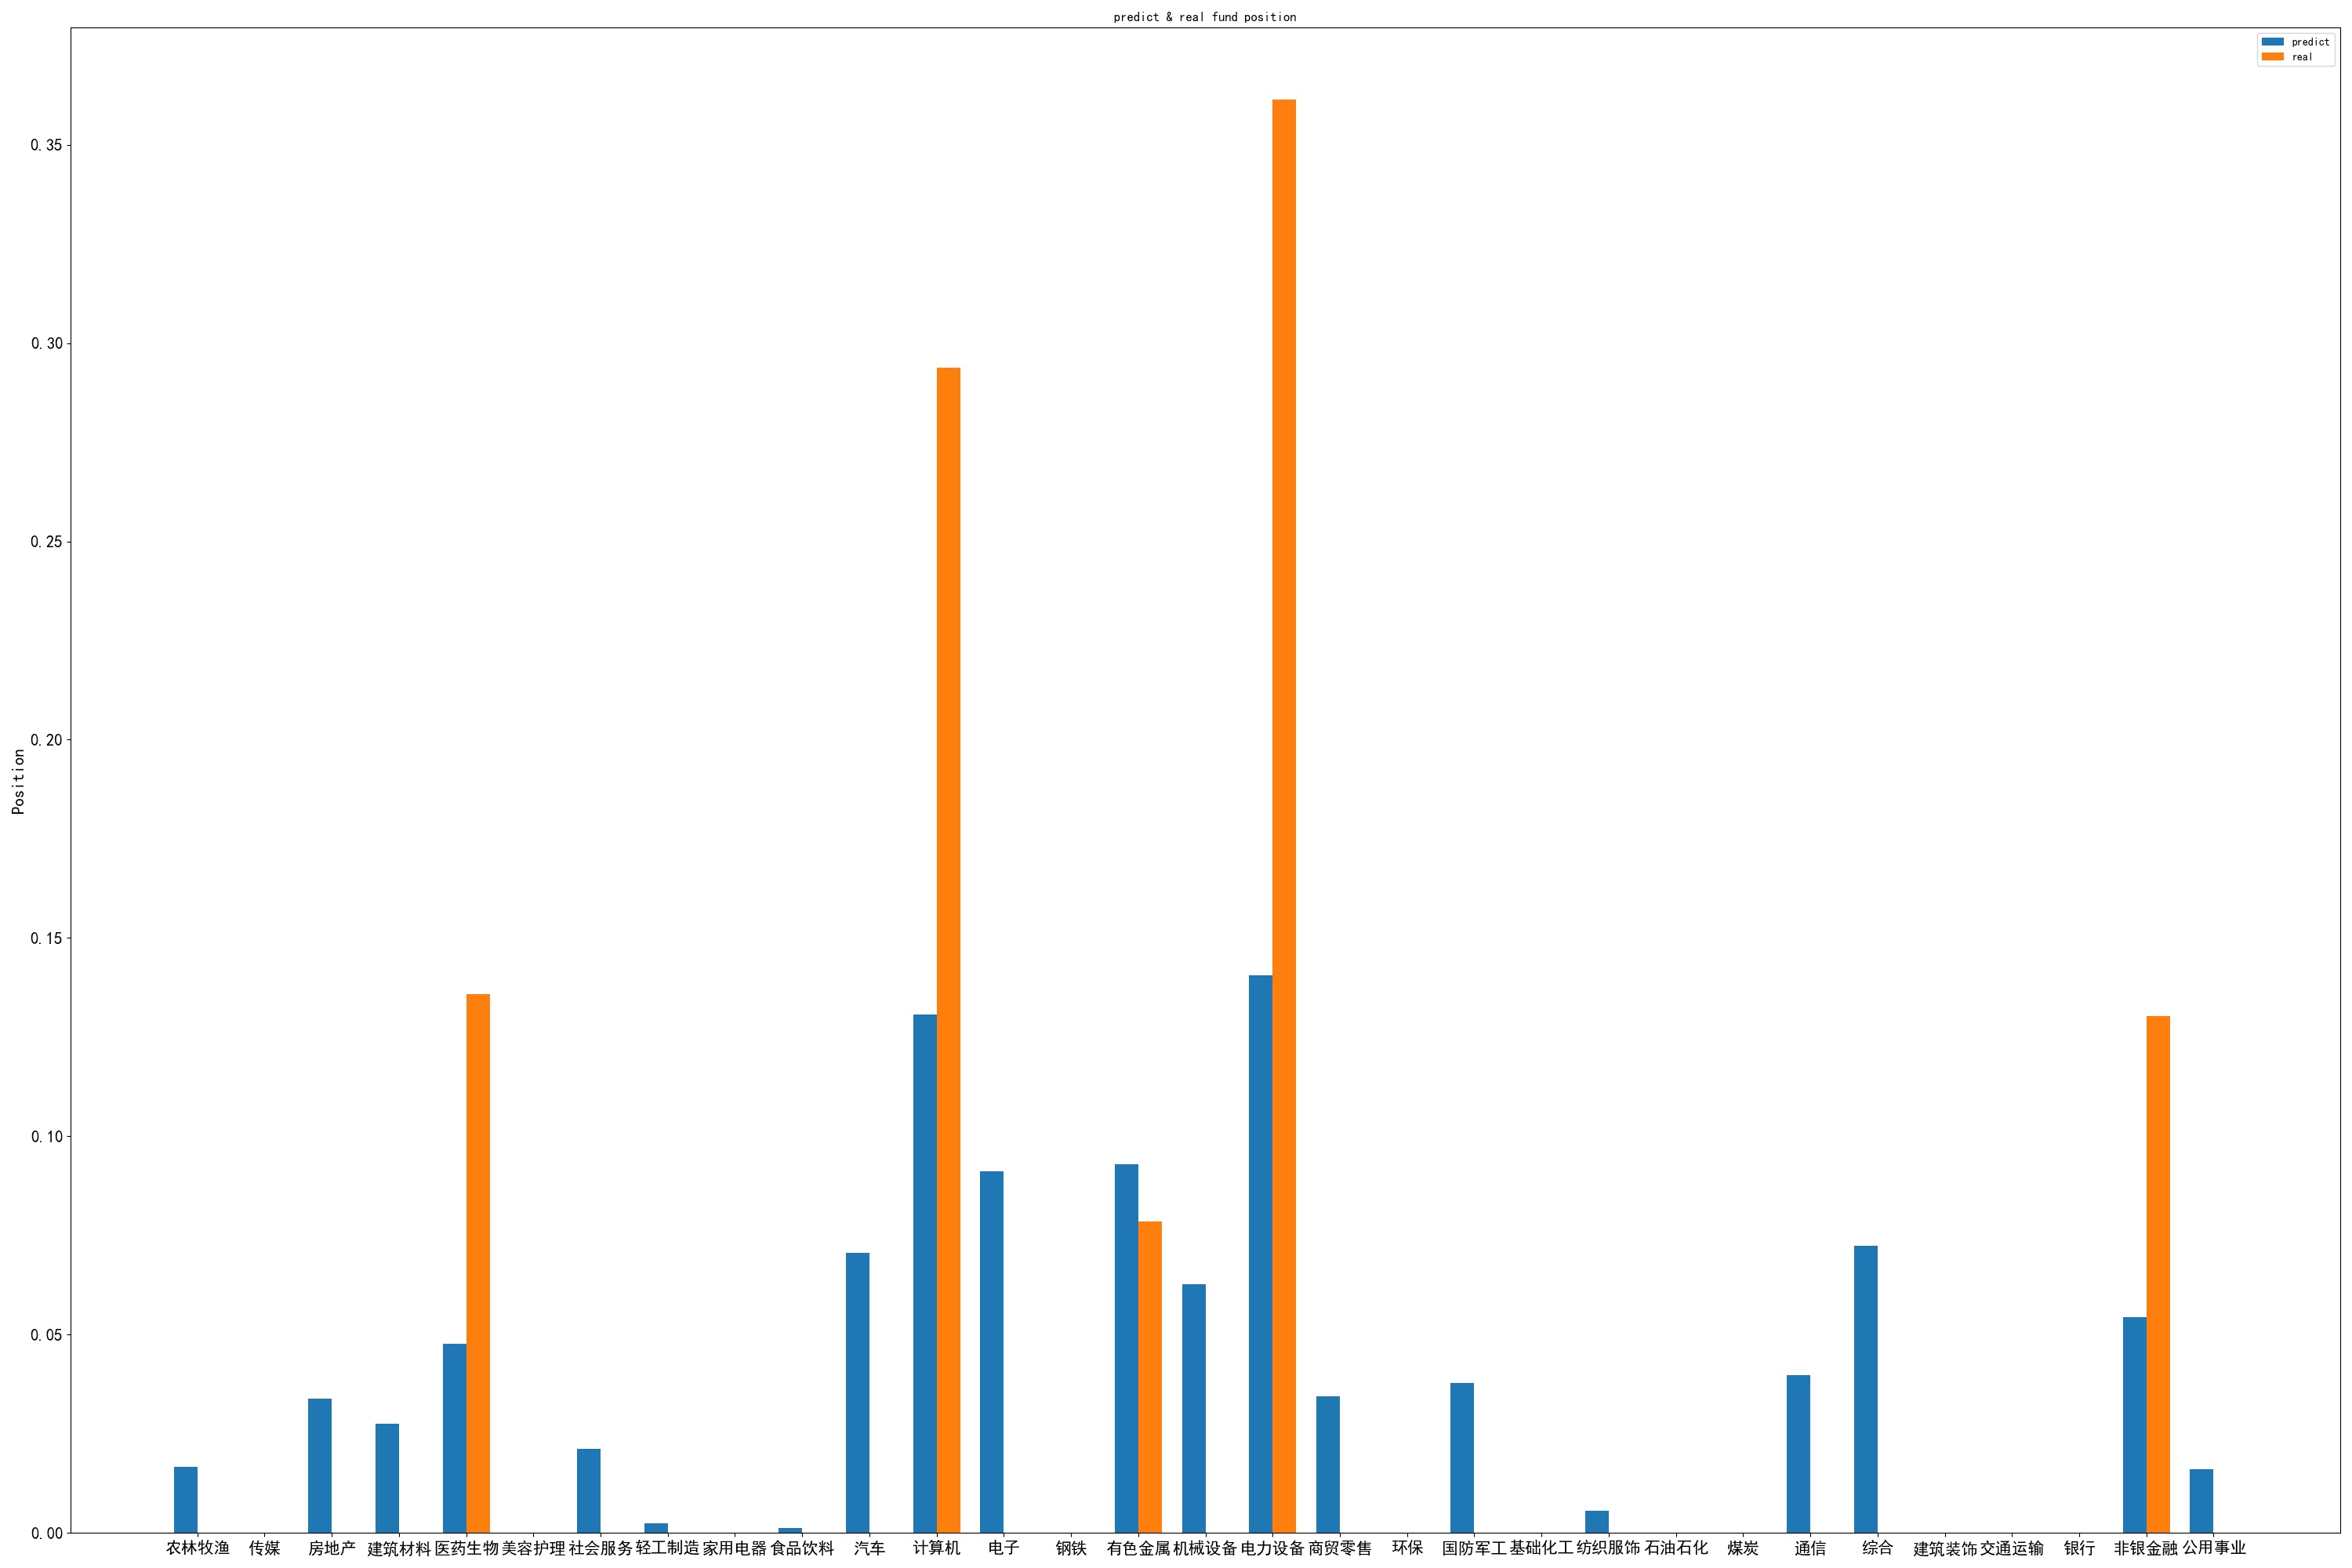 predict & real fund position
predict
real
Position
0.35
0.30
0.25
0.20
0.15
0.10
0.05
0.00
农林牧渔 传媒 房地产 建筑材料 医药生物 美容护理 社会服务 轻工制造 家用电器 食品饮料 汽车 计算机 电子 钢铁 有色金属 机械设备 电力设备 商贸零售 环保 国防军工 基础化工 纺织服饰 石油石化 煤炭 通信 综合 建筑装饰 交通运输 银行 非银金融 公用事业